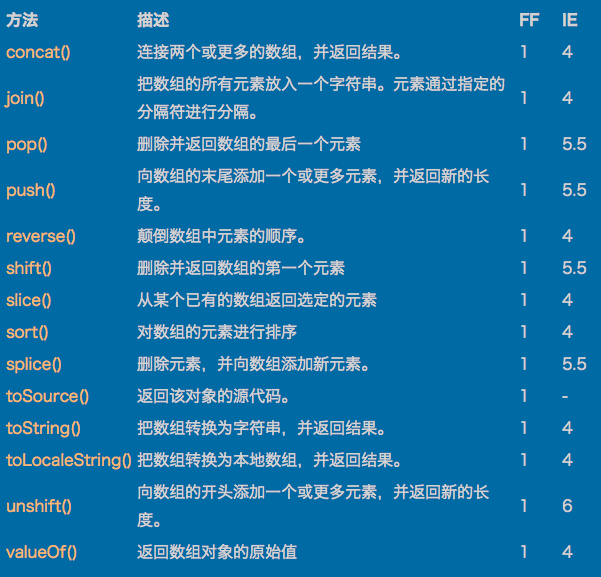 方法 描述 FF IE
concat() 连接两个或更多的数组，并返回结果。 1 4
join() 把数组的所有元素放入一个字符串。元素通过指定的 1 4
分隔符进行分隔。
pop() 删除并返回数组的最后一个元素 1 5.5
push() 向数组的末尾添加一个或更多元素，并返回新的长 1 5.5
度。
reverse() 颠倒数组中元素的顺序。 1 4
shift() 删除并返回数组的第一个元素 1 5.5
slice() 从某个已有的数组返回选定的元素 1 4
sort() 对数组的元素进行排序 1 4
splice() 删除元素，并向数组添加新元素。 1 5.5
toSource() 返回该对象的源代码。 1 -
toString() 把数组转换为字符串，并返回结果。 1 4
toLocaleString() 把数组转换为本地数组，并返回结果。 1 4
unshift() 向数组的开头添加一个或更多元素，并返回新的长 1 6
度。
valueOf() 返回数组对象的原始值 1 4